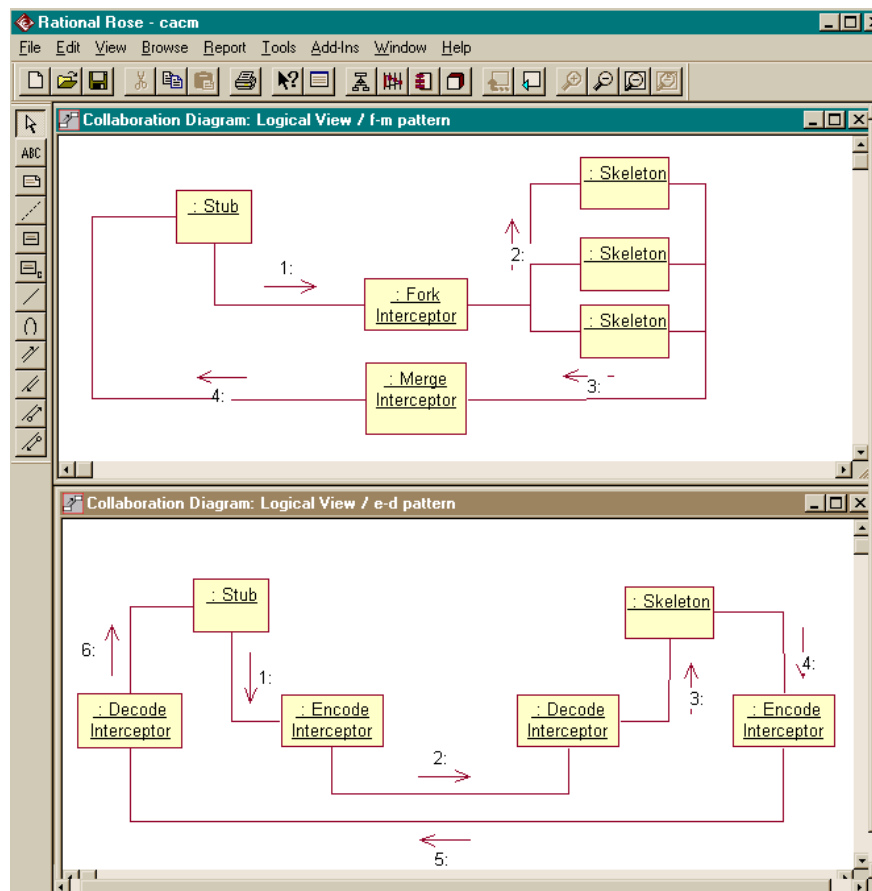 Rational Rose - cacm
File Edit View Browse Report Tools Add-Ins Window Help
ABC
Collaboration Diagram: Logical View / f-m pattern
: Stub
: Skeleton
2:
: Skeleton
1:
: Fork
Interceptor
: Skeleton
: Merge
Interceptor
4:
3:
Collaboration Diagram: Logical View / e-d pattern
: Stub
: Skeleton
6:
1:
4:
3:
: Decode
Interceptor
: Encode
Interceptor
: Decode
Interceptor
: Encode
Interceptor
2:
5: